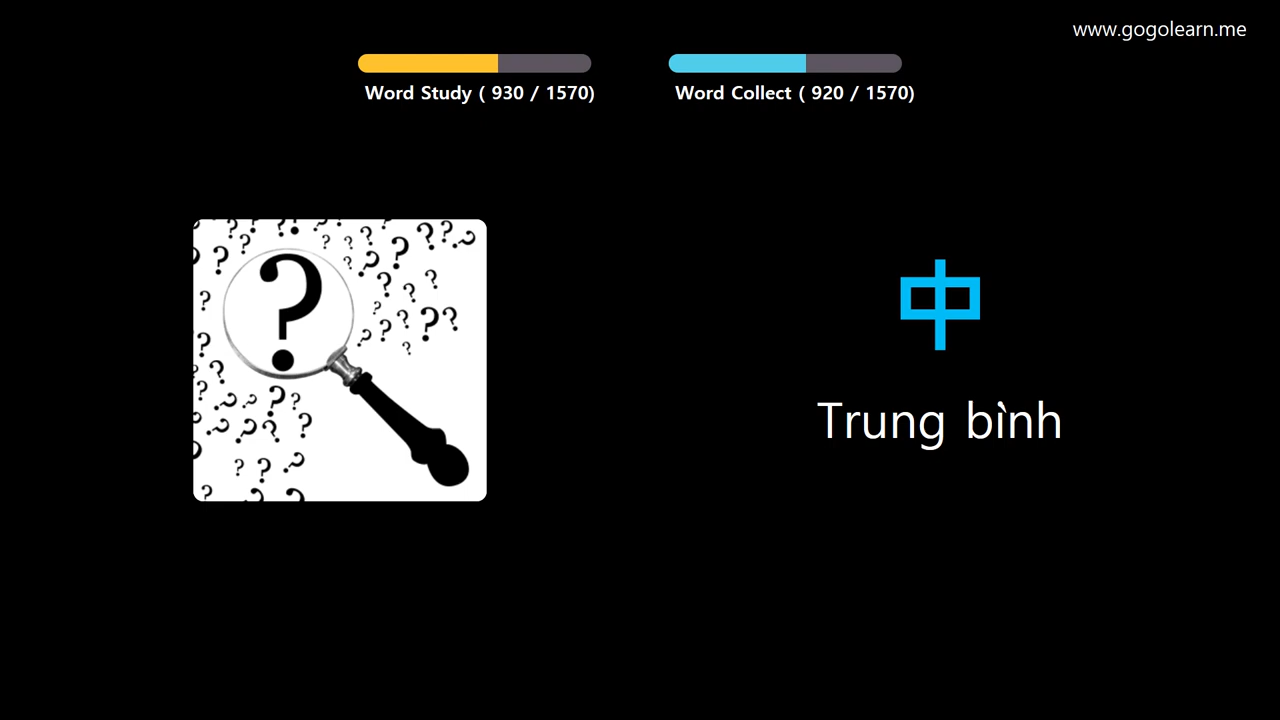 www.gogolearn.me
Word Study ( 930 / 1570)
Word Collect ( 920 / 1570)
中
Trung bình